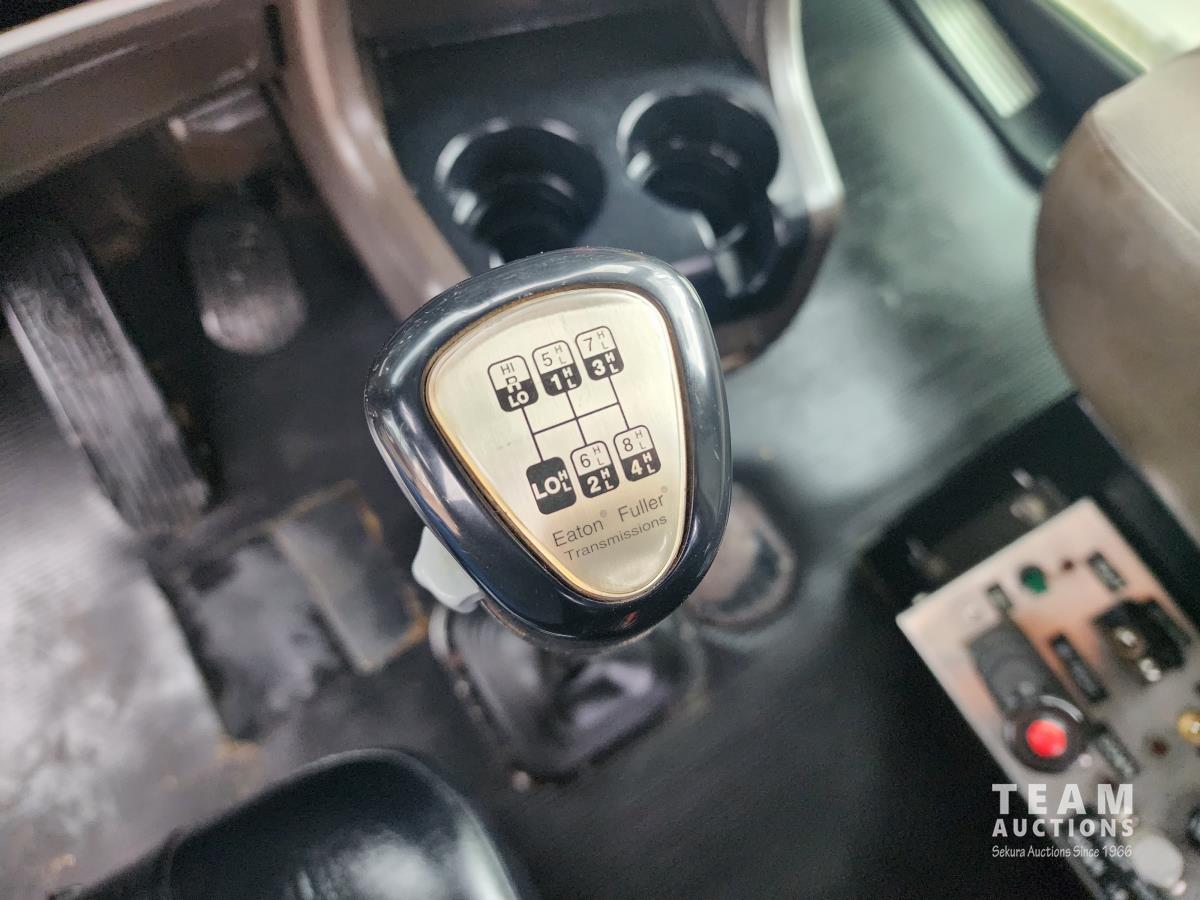 HI 5 H L 7 H L
R LO 1 H L 3 H L
LO H L 6 H L 2 H L 8 H L 4 H L
Eaton® Fuller®
Transmissions
TEAM
AUCTIONS
Sekura Auctions Since 1966